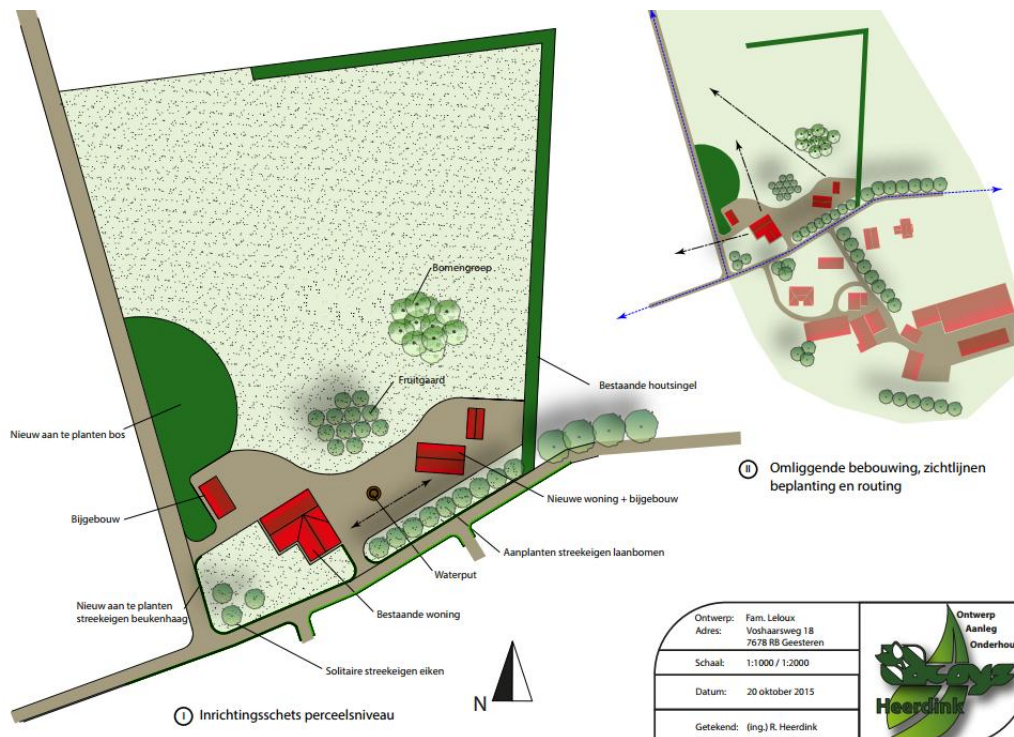 Bomengroep
Fruitgaard
Bestaande houtsingel
Nieuw aan te planten bos
Bijgebouw
Nieuwe woning + bijgebouw
Aanplanten streekeigen laanbomen
Waterput
Nieuw aan te planten
streekeigen beukenhaag
Bestaande woning
Solitaire streekeigen eiken
I Inrichtingsschets perceelsniveau
N
II Omliggende bebouwing, zichtlijnen
beplanting en routing
Ontwerp: Fam. Leloux
Adres: Voshaarsweg 18
7678 RB Geesteren
Schaal: 1:1000 / 1:2000
Datum: 20 oktober 2015
Getekend: (ing.) R. Heerdink
Ontwerp
Aanleg
Onderhou
Heerdink